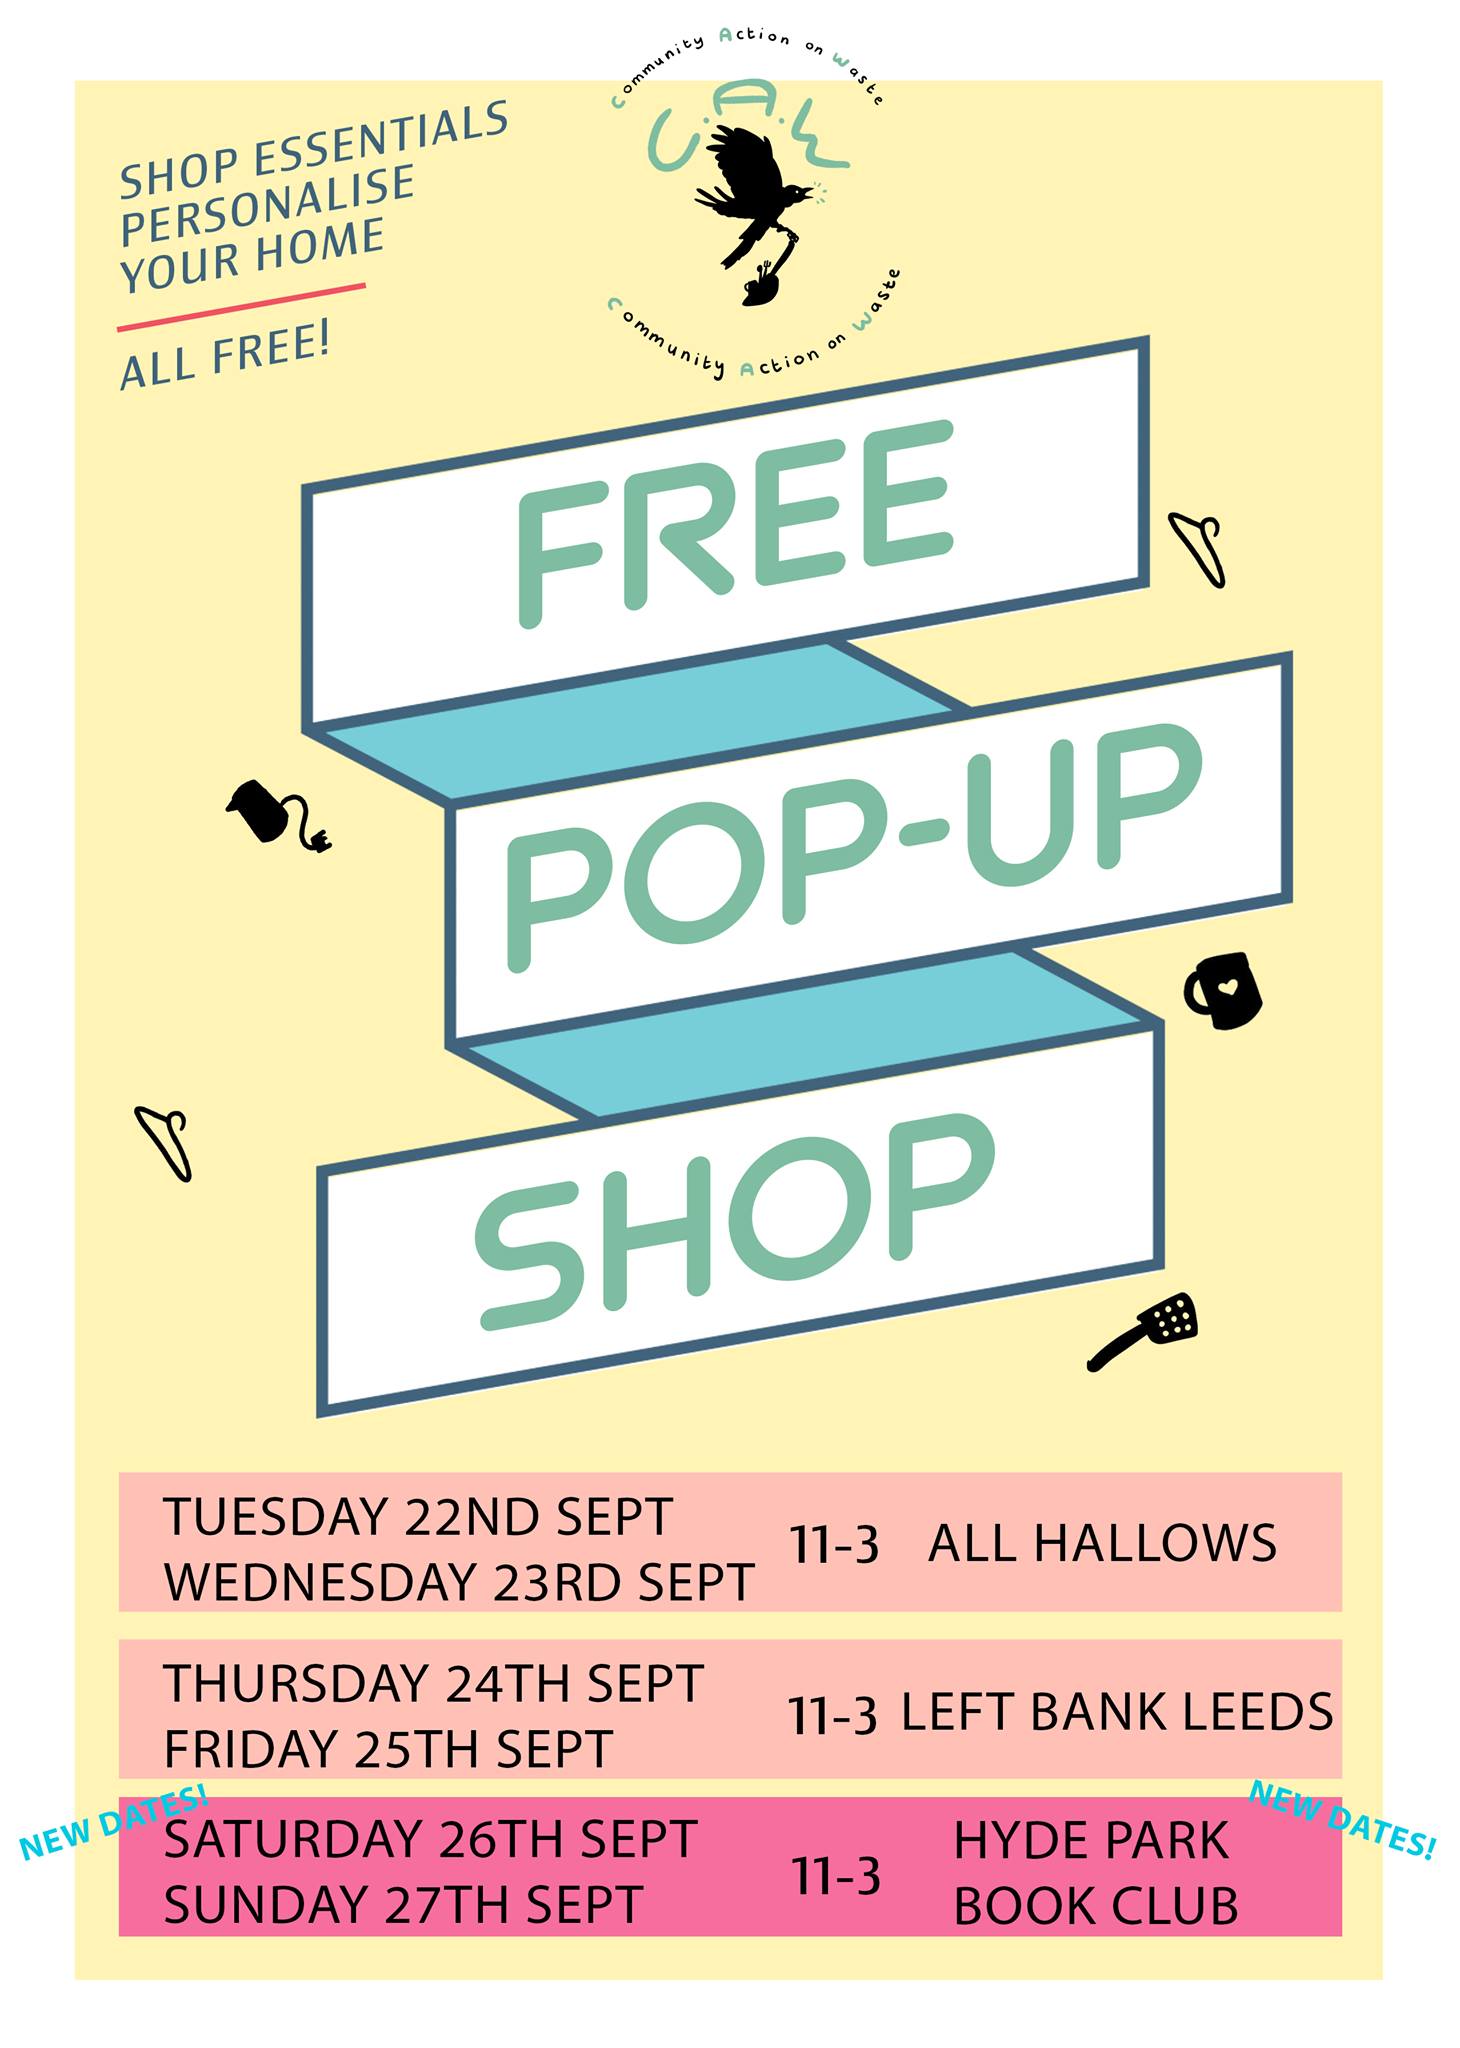 Community Action on Waste
C.A.W
Community Action on Waste
SHOP ESSENTIALS
PERSONALISE
YOUR HOME
ALL FREE!
FREE
POP-UP
SHOP
TUESDAY 22ND SEPT
WEDNESDAY 23RD SEPT
11-3 ALL HALLOWS
THURSDAY 24TH SEPT
FRIDAY 25TH SEPT
11-3 LEFT BANK LEEDS
NEW DATES!
NEW DATES!
SATURDAY 26TH SEPT
SUNDAY 27TH SEPT
11-3
HYDE PARK
BOOK CLUB